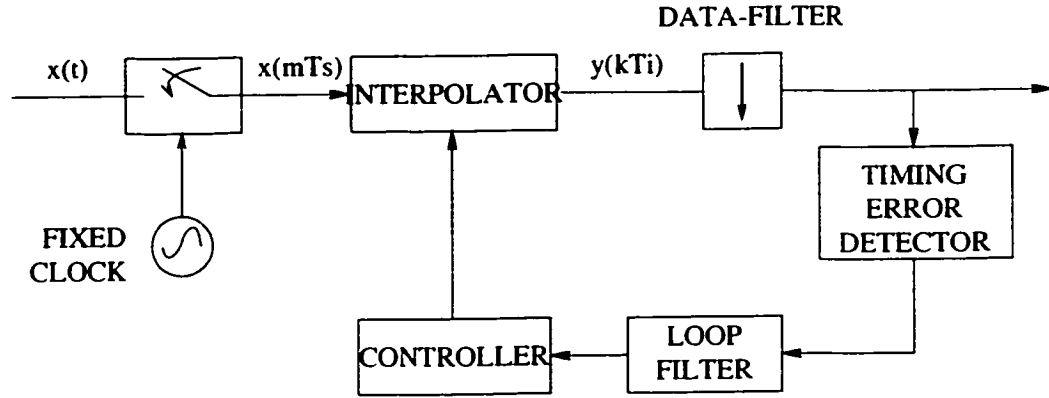 DATA-FILTER
x(t)
x(mTs)
INTERPOLATOR
y(kTi)
FIXED
CLOCK
TIMING
ERROR
DETECTOR
CONTROLLER
LOOP
FILTER